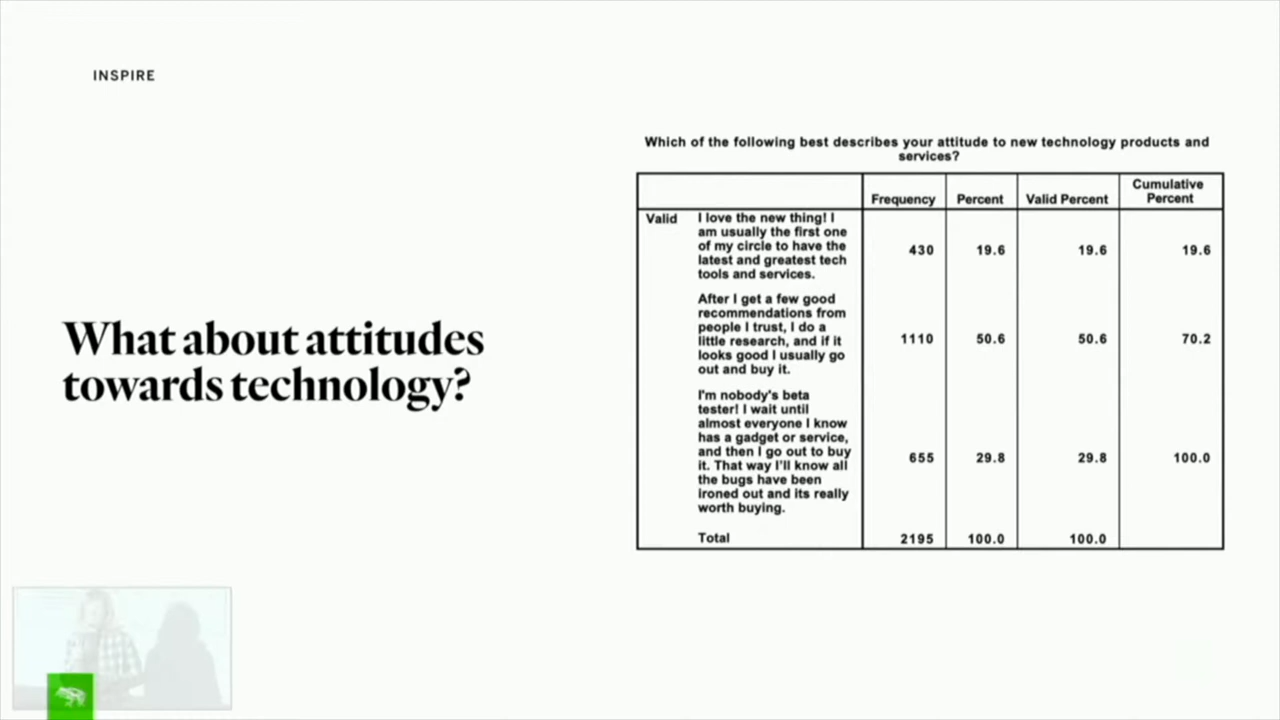 INSPIRE
What about attitudes
towards technology?
Which of the following best describes your attitude to new technology products and
services?
Frequency Percent Valid Percent Cumulative
Percent
Valid I love the new thing! I
am usually the first one
of my circle to have the
latest and greatest tech
tools and services.
430 19.6 19.6 19.6
After I get a few good
recommendations from
people I trust, I do a
little research, and if it
looks good I usually go
out and buy it.
1110 50.6 50.6 70.2
I'm nobody's beta
tester! I wait until
almost everyone I know
has a gadget or service,
and then I go out to buy
it. That way I'll know all
the bugs have been
ironed out and its really
worth buying.
655 29.8 29.8 100.0
Total 2195 100.0 100.0